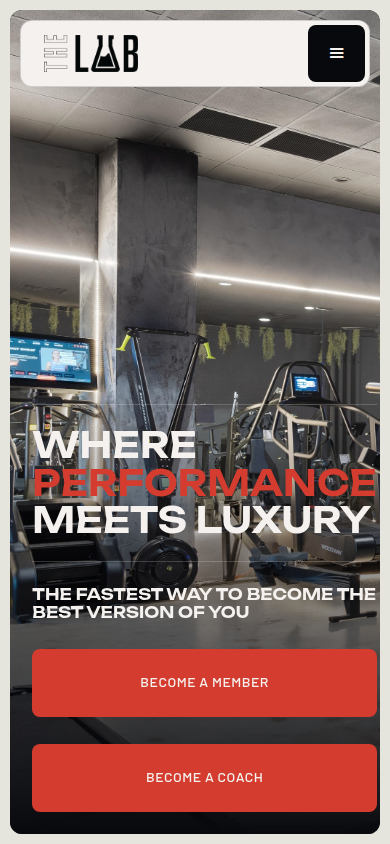 THE LAB
WHERE
PERFORMANCE
MEETS LUXURY
THE FASTEST WAY TO BECOME THE
BEST VERSION OF YOU
BECOME A MEMBER
BECOME A COACH